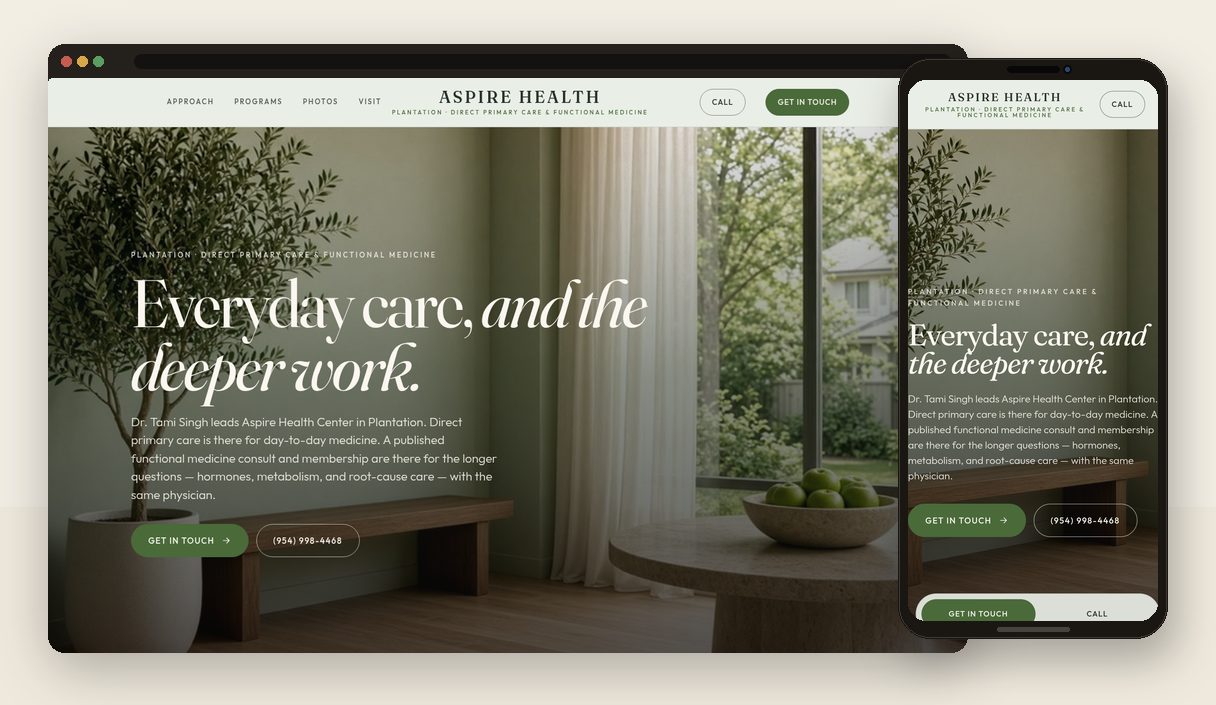 APPROACH PROGRAMS PHOTOS VISIT
ASPIRE HEALTH
PLANTATION · DIRECT PRIMARY CARE & FUNCTIONAL MEDICINE
CALL
GET IN TOUCH
PLANTATION · DIRECT PRIMARY CARE & FUNCTIONAL MEDICINE
Everyday care, and the
deeper work.
Dr. Tami Singh leads Aspire Health Center in Plantation. Direct
primary care is there for day-to-day medicine. A published
functional medicine consult and membership are there for the longer
questions — hormones, metabolism, and root-cause care — with the
same physician.
GET IN TOUCH →
(954) 998-4468
ASPIRE HEALTH
PLANTATION · DIRECT PRIMARY CARE &
FUNCTIONAL MEDICINE
CALL
PLANTATION · DIRECT PRIMARY CARE &
FUNCTIONAL MEDICINE
Everyday care, and
the deeper work.
Dr. Tami Singh leads Aspire Health Center in Plantation.
Direct primary care is there for day-to-day medicine. A
published functional medicine consult and membership
are there for the longer questions — hormones,
metabolism, and root-cause care — with the same
physician.
GET IN TOUCH →
(954) 998-4468
GET IN TOUCH
CALL